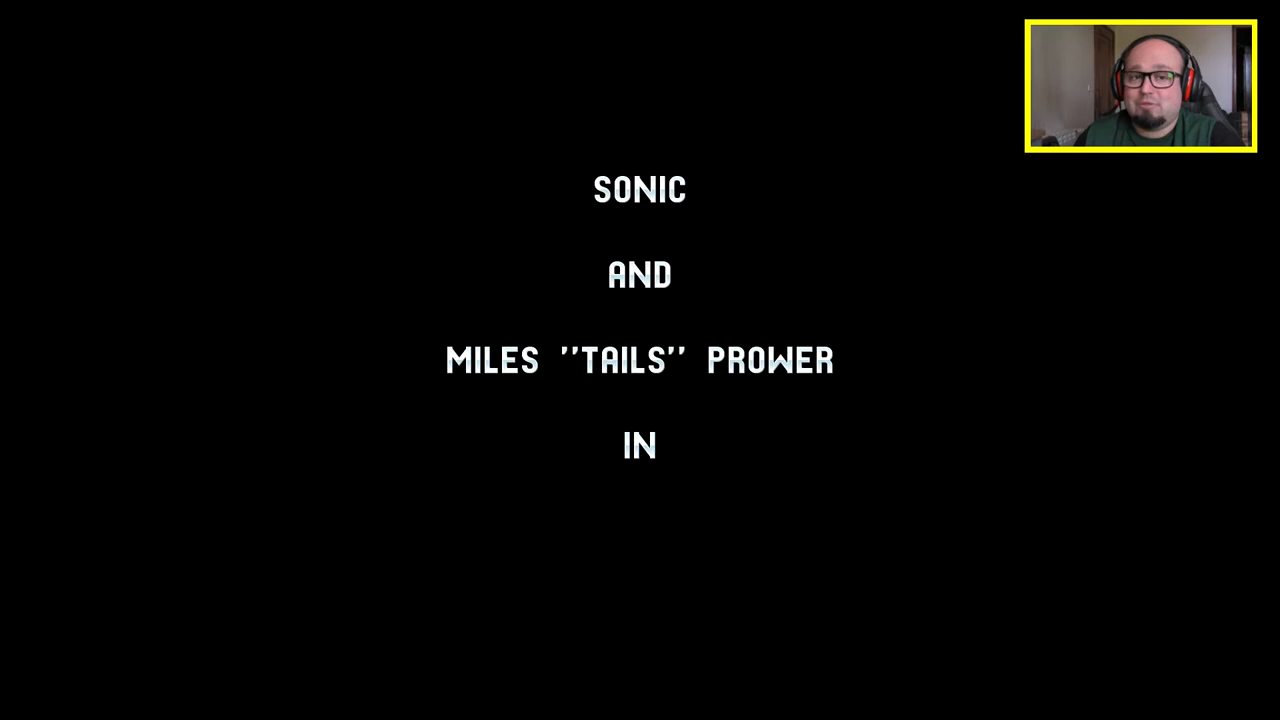 SONIC
AND
MILES "TAILS" PROWER
IN